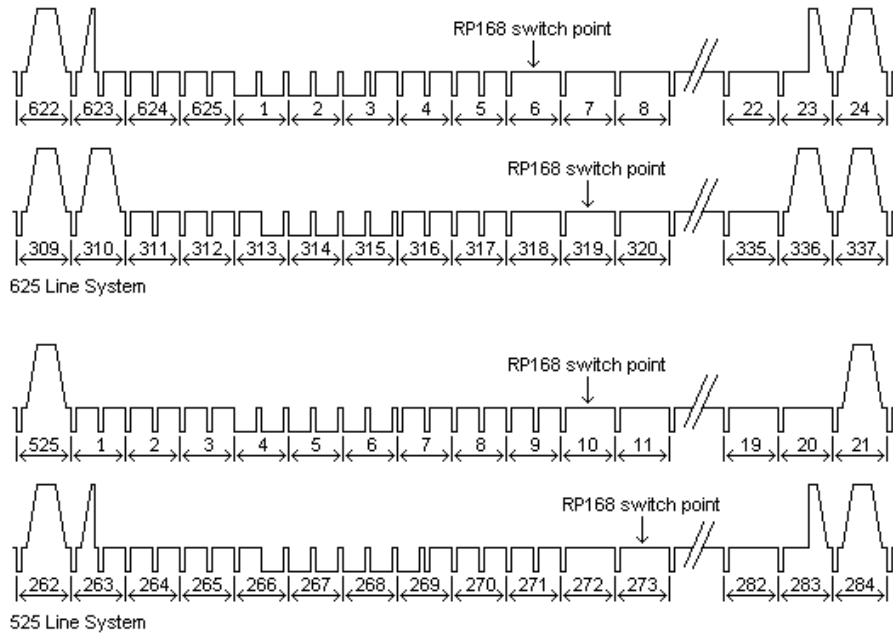 RP168 switch point
622 623 624 625 1 2 3 4 5 6 7 8 22 23 24
RP168 switch point
309 310 311 312 313 314 315 316 317 318 319 320 335 336 337
625 Line System
RP168 switch point
525 1 2 3 4 5 6 7 8 9 10 11 19 20 21
RP168 switch point
262 263 264 265 266 267 268 269 270 271 272 273 282 283 284
525 Line System